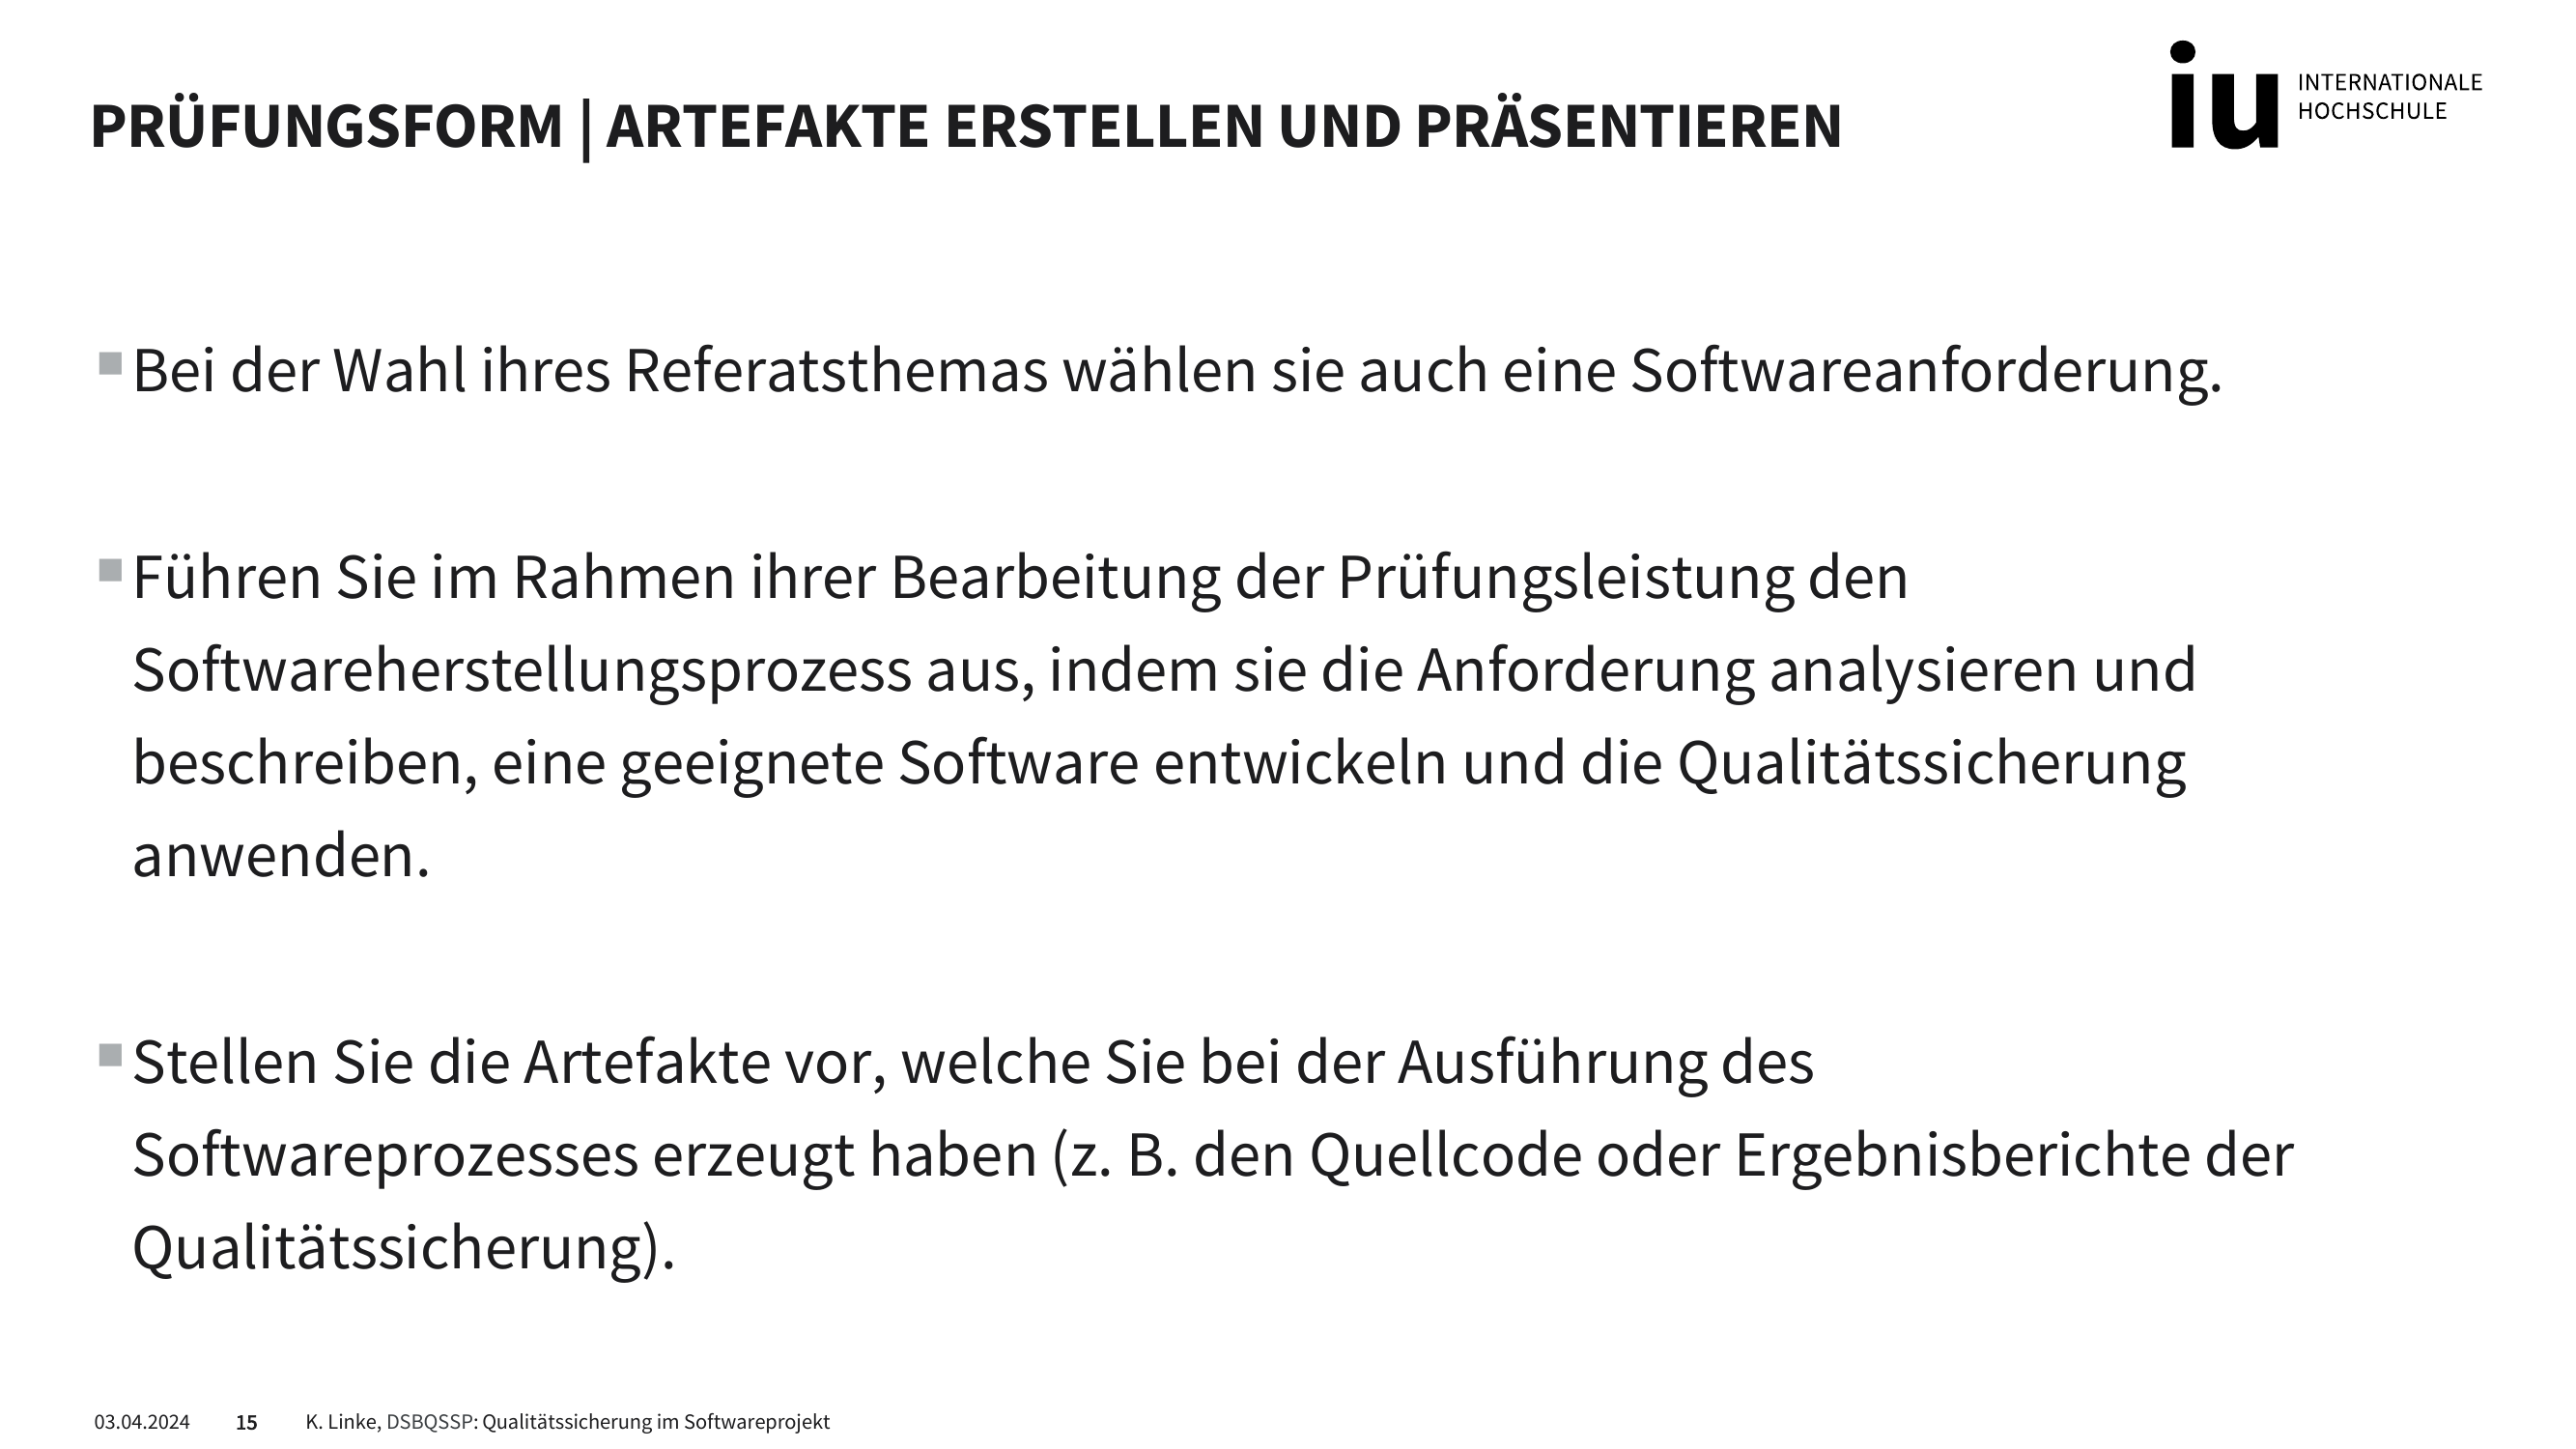 PRÜFUNGSFORM | ARTEFAKTE ERSTELLEN UND PRÄSENTIEREN
iu INTERNATIONALE
HOCHSCHULE
Bei der Wahl ihres Referatsthemas wählen sie auch eine Softwareanforderung.
Führen Sie im Rahmen ihrer Bearbeitung der Prüfungsleistung den
Softwareherstellungsprozess aus, indem sie die Anforderung analysieren und
beschreiben, eine geeignete Software entwickeln und die Qualitätssicherung
anwenden.
Stellen Sie die Artefakte vor, welche Sie bei der Ausführung des
Softwareprozesses erzeugt haben (z. B. den Quellcode oder Ergebnisberichte der
Qualitätssicherung).
03.04.2024 15 K. Linke, DSBQSSP: Qualitätssicherung im Softwareprojekt